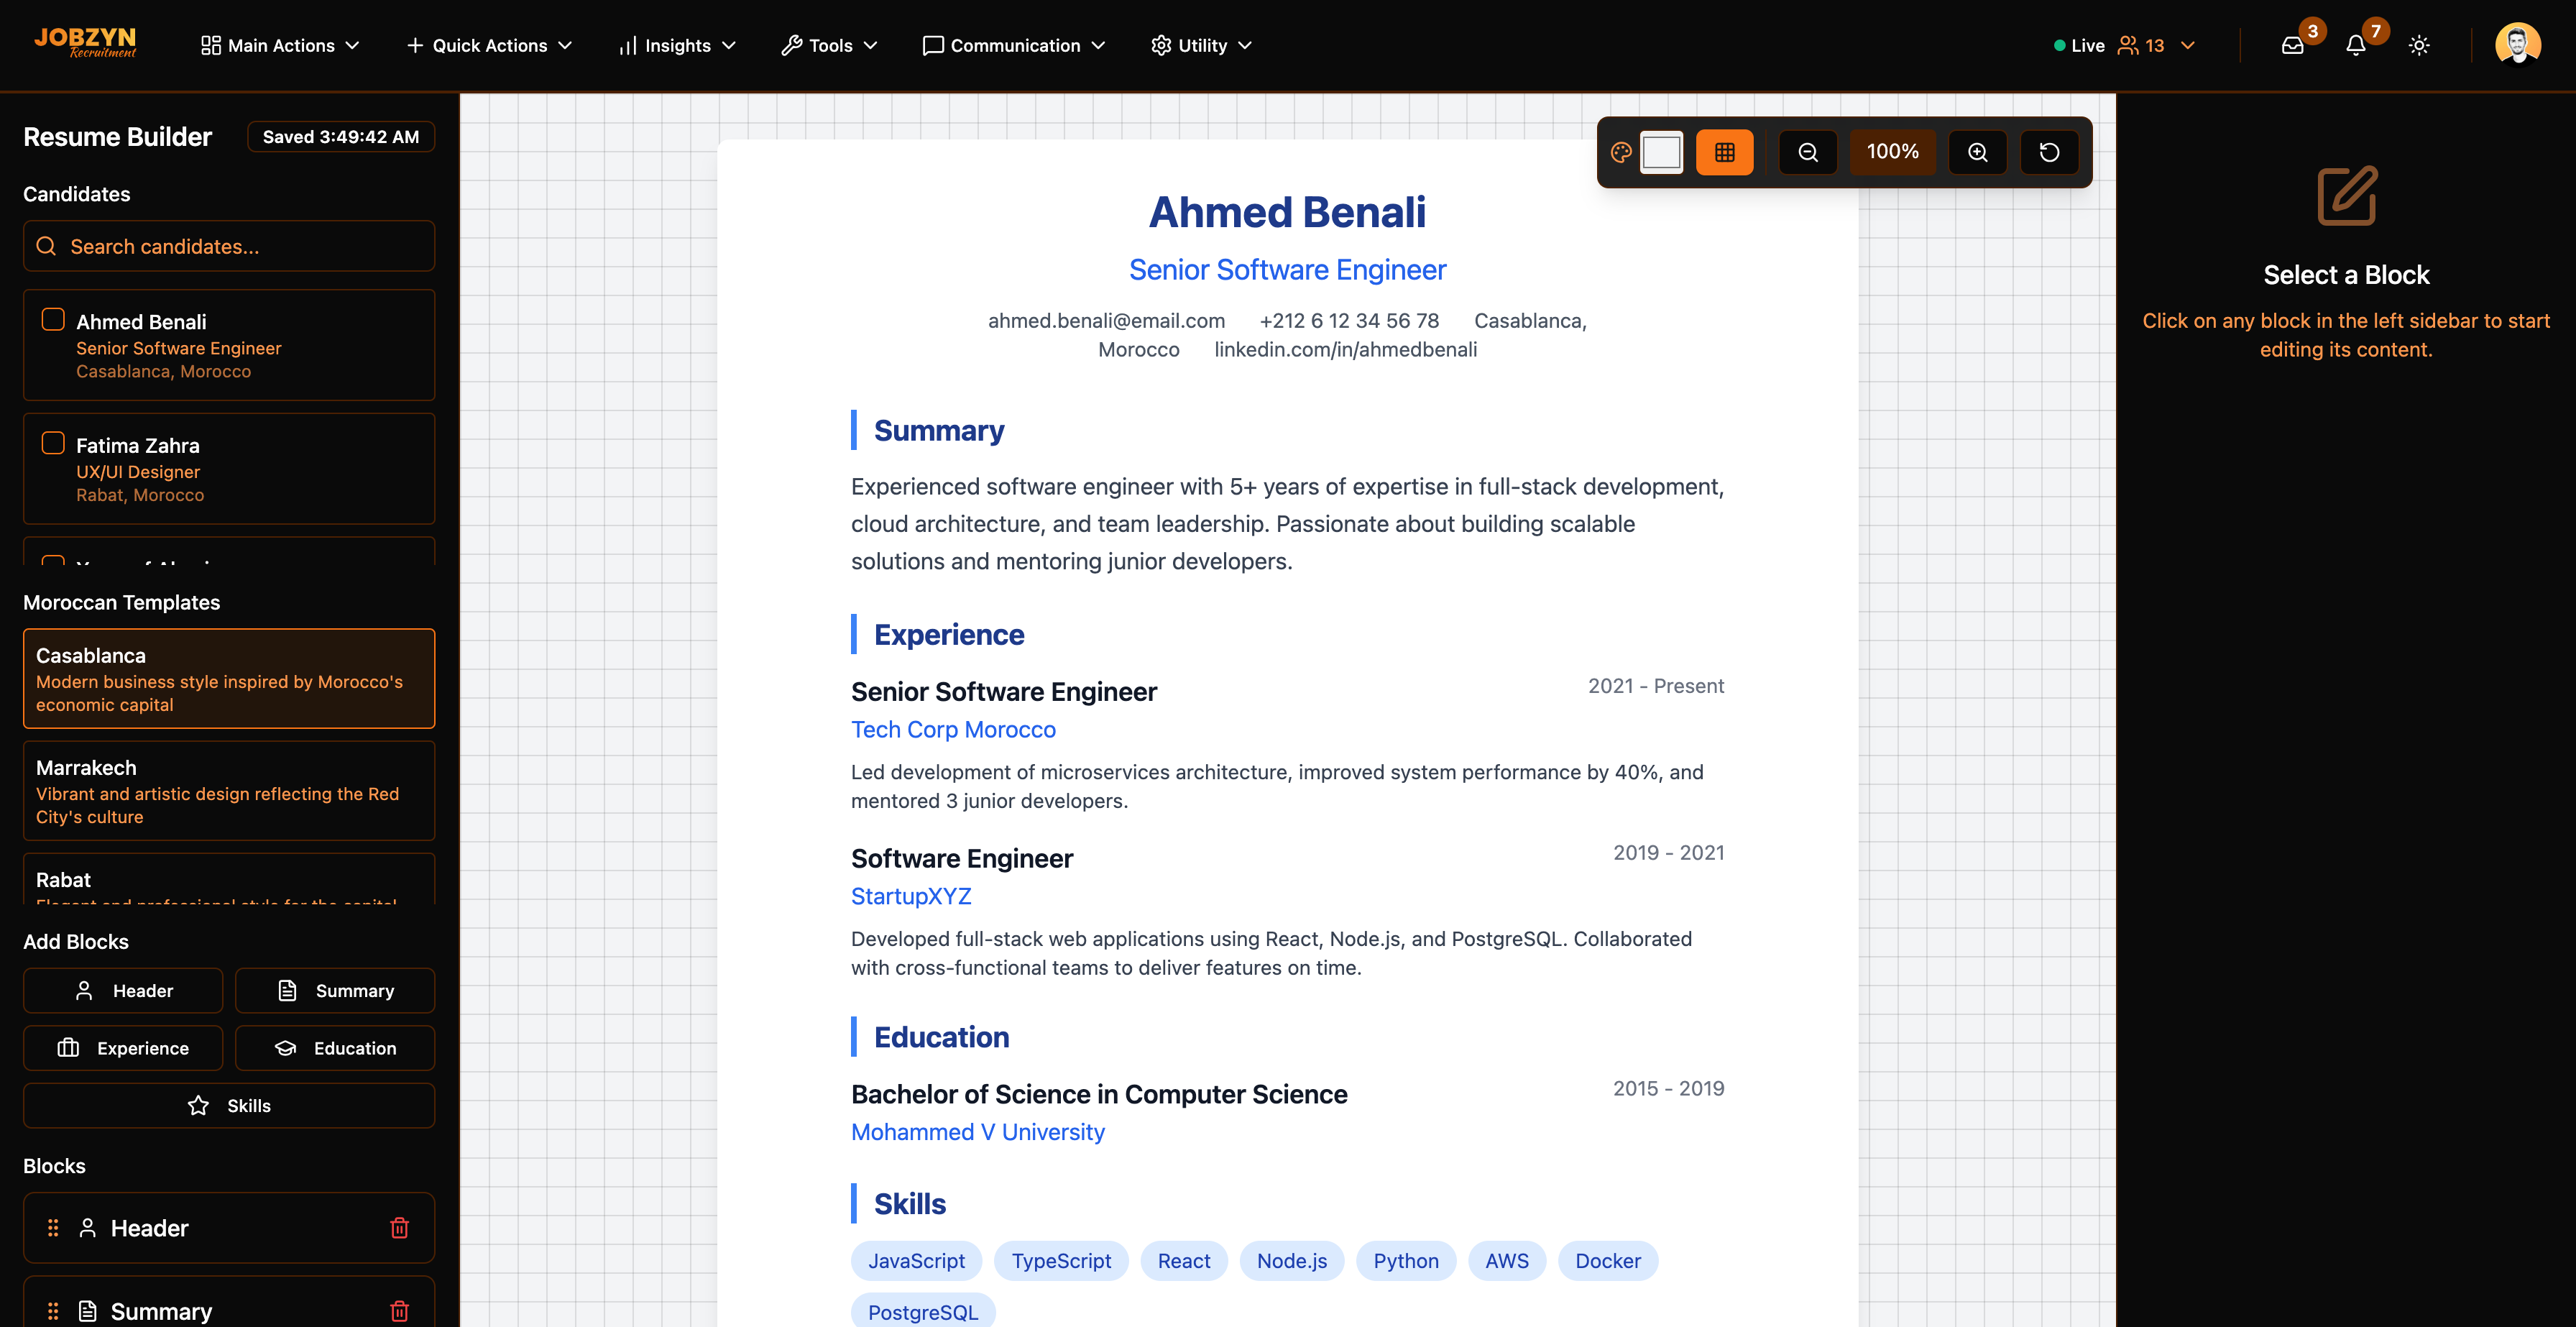 JOBZYN
Recruitment
Main Actions
Quick Actions
Insights
Tools
Communication
Utility
Live
13
3
7
Resume Builder
Saved 3:49:42 AM
Candidates
Search candidates...
Ahmed Benali
Senior Software Engineer
Casablanca, Morocco
Fatima Zahra
UX/UI Designer
Rabat, Morocco
Moroccan Templates
Casablanca
Modern business style inspired by Morocco's
economic capital
Marrakech
Vibrant and artistic design reflecting the Red
City's culture
Rabat
Elegant and professional style for the capital
Add Blocks
Header
Summary
Experience
Education
Skills
Blocks
Header
Summary
100%
Ahmed Benali
Senior Software Engineer
ahmed.benali@email.com +212 6 12 34 56 78 Casablanca,
Morocco linkedin.com/in/ahmedbenali
Summary
Experienced software engineer with 5+ years of expertise in full-stack development,
cloud architecture, and team leadership. Passionate about building scalable
solutions and mentoring junior developers.
Experience
Senior Software Engineer
2021 - Present
Tech Corp Morocco
Led development of microservices architecture, improved system performance by 40%, and
mentored 3 junior developers.
Software Engineer
2019 - 2021
StartupXYZ
Developed full-stack web applications using React, Node.js, and PostgreSQL. Collaborated
with cross-functional teams to deliver features on time.
Education
Bachelor of Science in Computer Science
2015 - 2019
Mohammed V University
Skills
JavaScript TypeScript React Node.js Python AWS Docker
PostgreSQL
Select a Block
Click on any block in the left sidebar to start
editing its content.